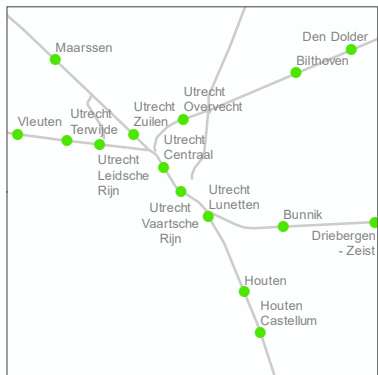 Den Dolder
Maarssen
Bilthoven
Utrecht
Overvecht
Utrecht
Zuilen
Vleuten
Utrecht
Terwijde
Utrecht
Centraal
Utrecht
Leidsche
Rijn
Utrecht
Lunetten
Utrecht
Vaartsche
Rijn
Bunnik
Driebergen
- Zeist
Houten
Houten
Castellum